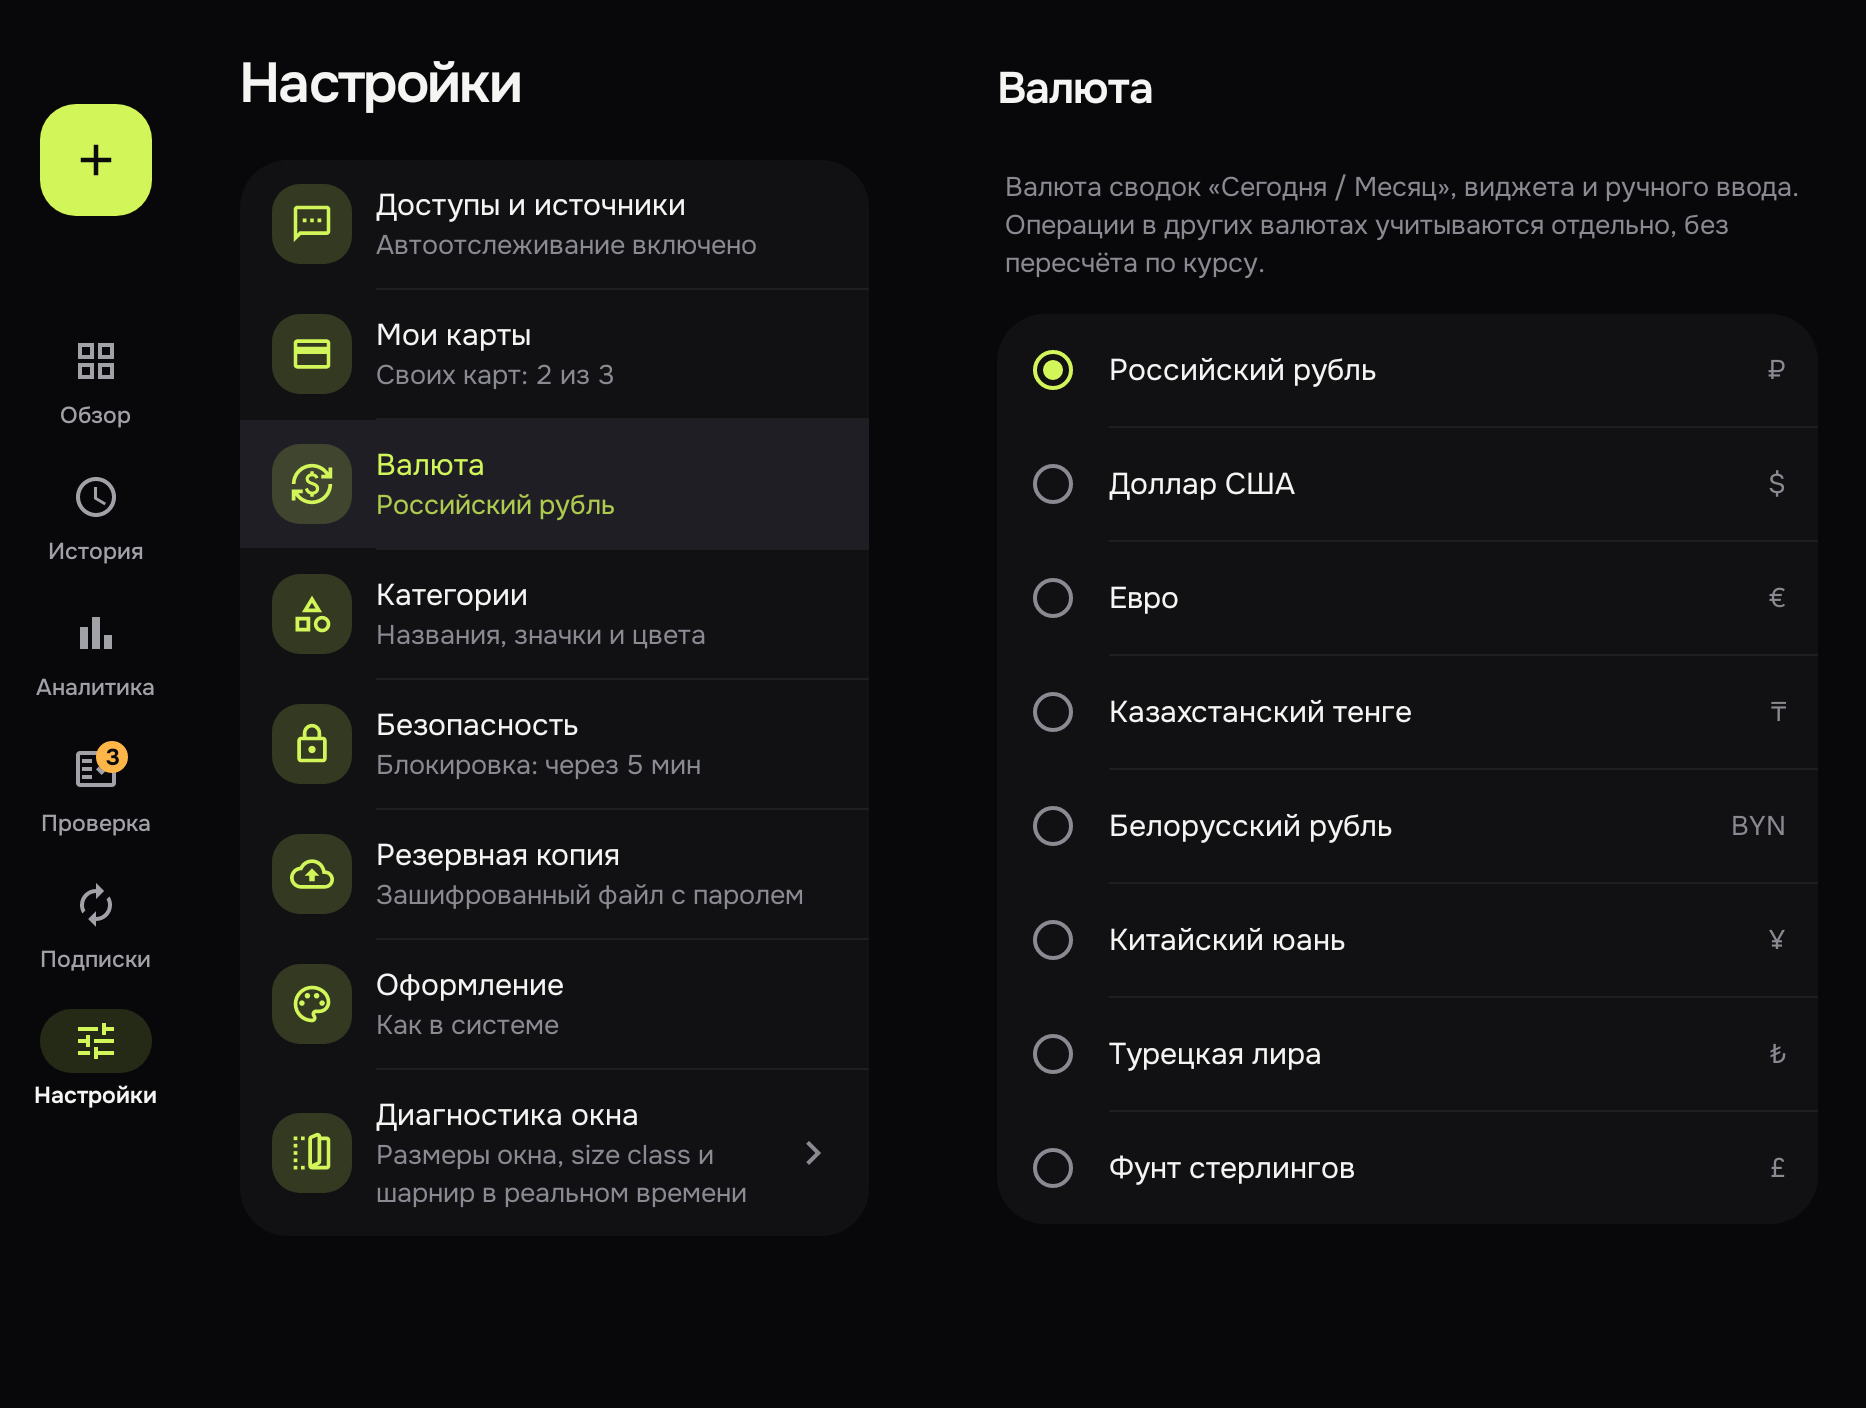 Обзор
История
Аналитика
3
Проверка
Подписки
Настройки
Настройки
Доступы и источники
Автоотслеживание включено
Мои карты
Своих карт: 2 из 3
Валюта
Российский рубль
Категории
Названия, значки и цвета
Безопасность
Блокировка: через 5 мин
Резервная копия
Зашифрованный файл с паролем
Оформление
Как в системе
Диагностика окна
Размеры окна, size class и
шарнир в реальном времени
Валюта
Валюта сводок «Сегодня / Месяц», виджета и ручного ввода.
Операции в других валютах учитываются отдельно, без
пересчёта по курсу.
Российский рубль ₽
Доллар США $
Евро €
Казахстанский тенге ₸
Белорусский рубль BYN
Китайский юань ¥
Турецкая лира ₺
Фунт стерлингов £